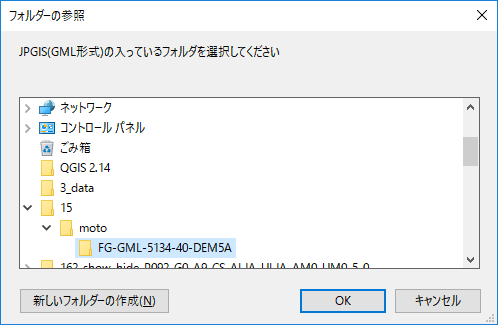 フォルダーの参照
JPGIS(GML形式)の入っているフォルダを選択してください
ネットワーク
コントロール パネル
ごみ箱
QGIS 2.14
3_data
15
moto
FG-GML-5134-40-DEM5A
新しいフォルダーの作成(N)
OK
キャンセル